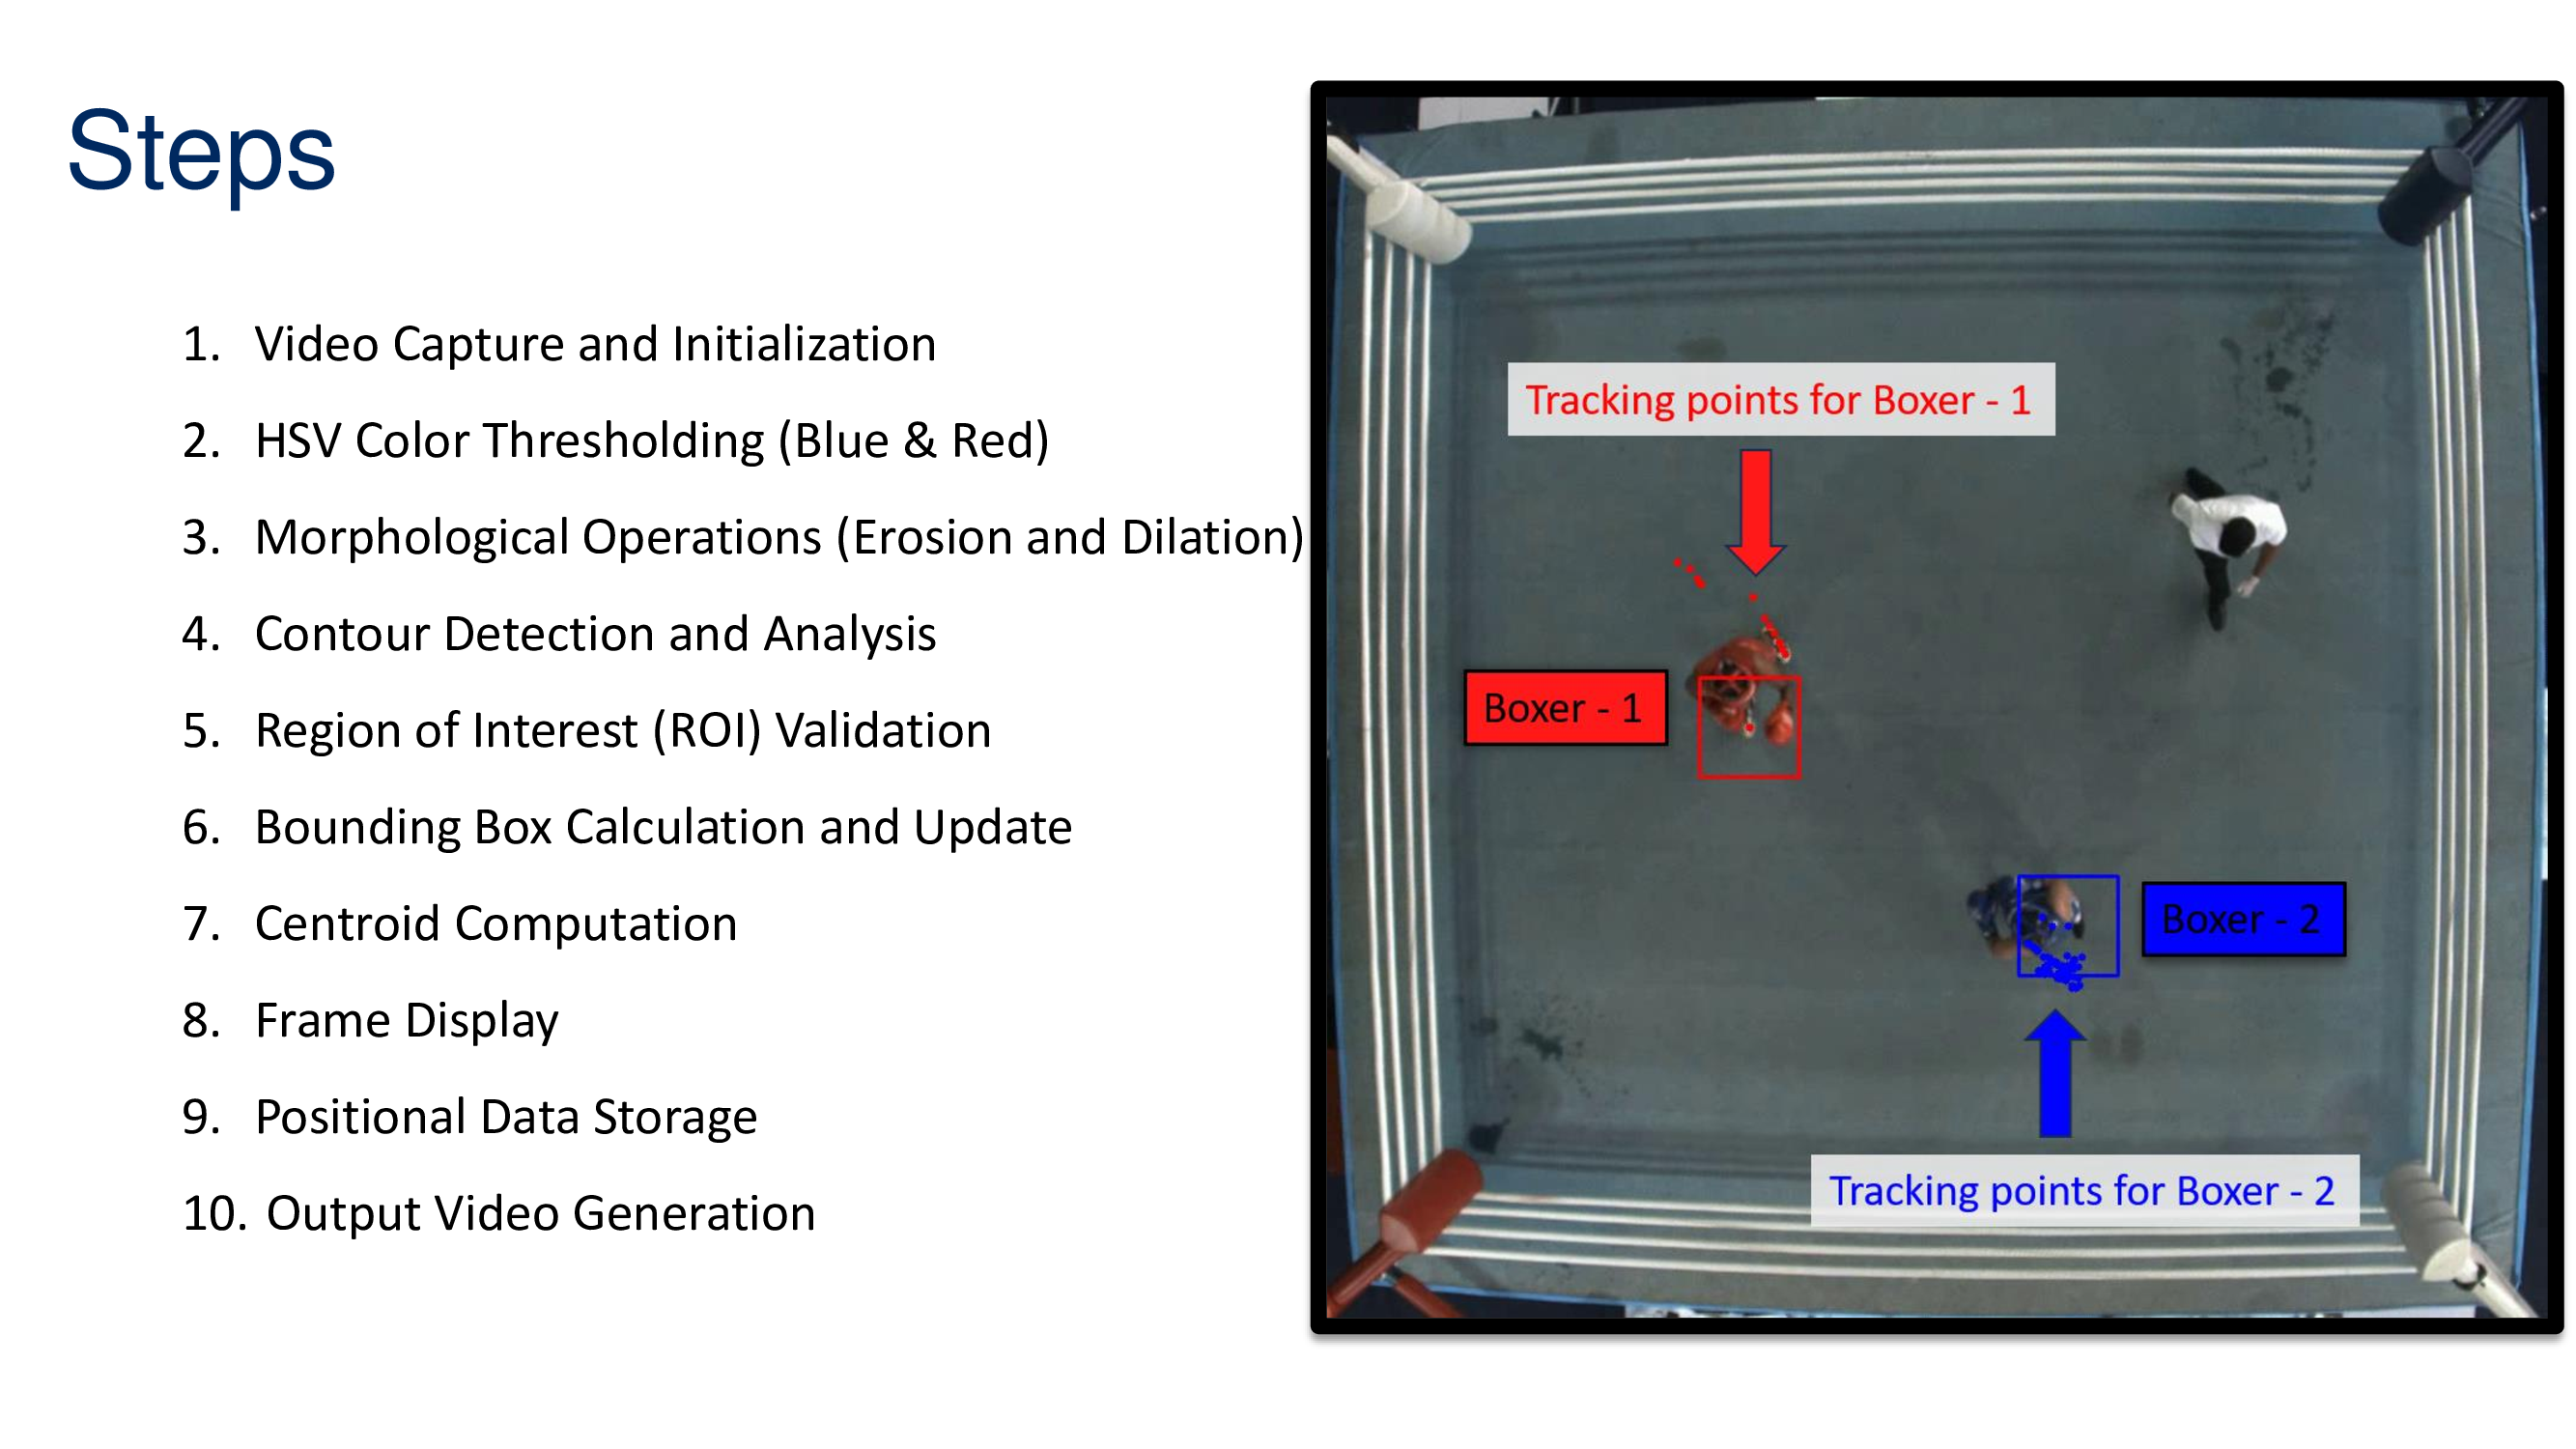 Steps
1. Video Capture and Initialization
2. HSV Color Thresholding (Blue & Red)
3. Morphological Operations (Erosion and Dilation)
4. Contour Detection and Analysis
5. Region of Interest (ROI) Validation
6. Bounding Box Calculation and Update
7. Centroid Computation
8. Frame Display
9. Positional Data Storage
10. Output Video Generation
Tracking points for Boxer - 1
Boxer - 1
Boxer - 2
Tracking points for Boxer - 2